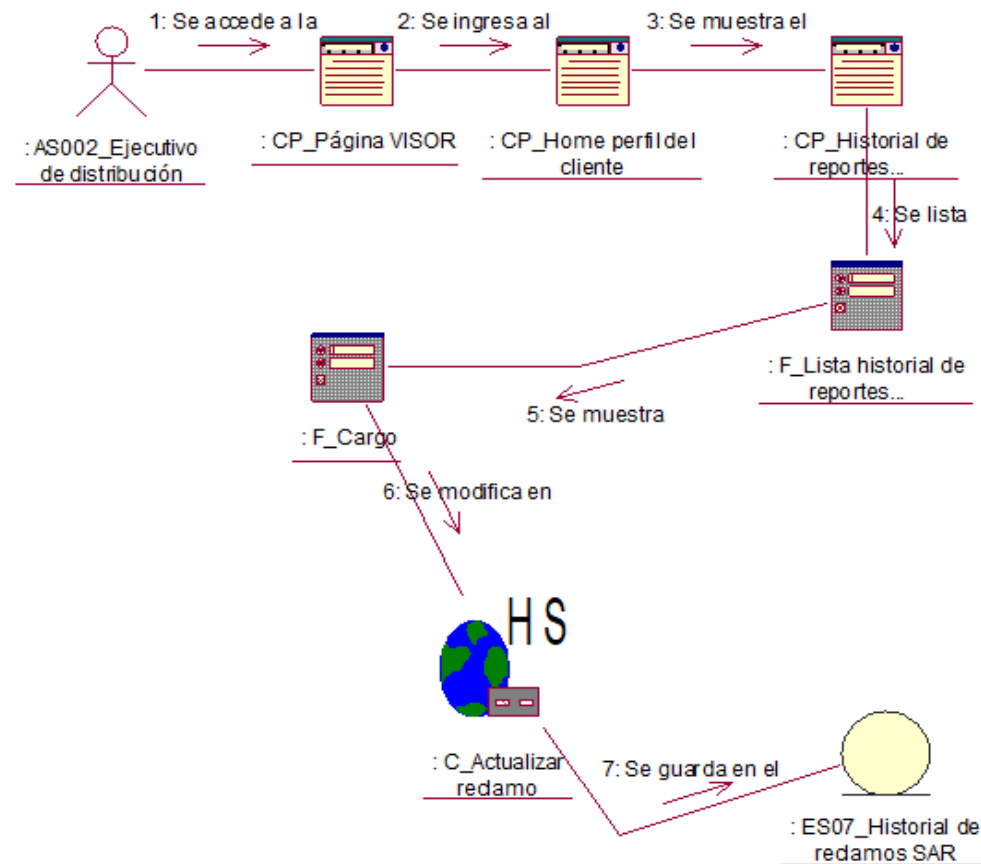 1: Se accede a la
2: Se ingresa al
3: Se muestra el
: AS002_Ejecutivo
de distribución
: CP_Página VISOR
: CP_Home perfil del
cliente
: CP_Historial de
reportes...
4: Se lista
: F_Lista historial de
reportes...
5: Se muestra
: F_Cargo
6: Se modifica en
HS
: C_Actualizar
reclamo
7: Se guarda en el
: ES07_Historial de
reclamos SAR